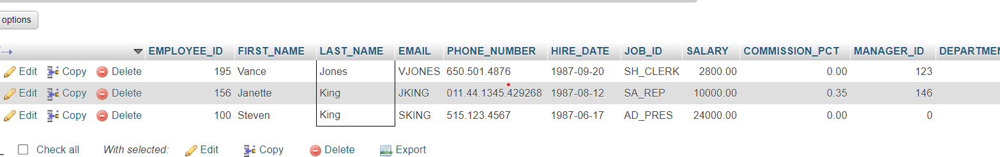 options
EMPLOYEE_ID FIRST_NAME LAST_NAME EMAIL PHONE_NUMBER HIRE_DATE JOB_ID SALARY COMMISSION_PCT MANAGER_ID DEPARTMEN
Edit Copy Delete 195 Vance Jones VJONES 650.501.4876 1987-09-20 SH_CLERK 2800.00 0.00 123
Edit Copy Delete 156 Janette King JKING 011.44.1345.429268 1987-08-12 SA_REP 10000.00 0.35 146
Edit Copy Delete 100 Steven King SKING 515.123.4567 1987-06-17 AD_PRES 24000.00 0.00 0
Check all With selected: Edit Copy Delete Export